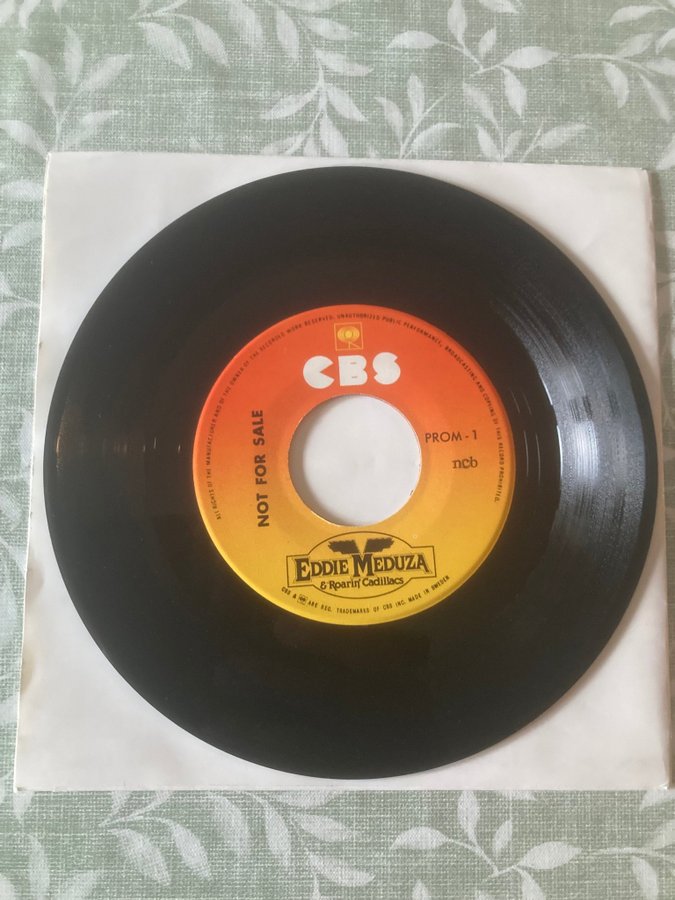 ALL RIGHTS OF THE MANUFACTURER AND OF THE OWNER OF THE RECORDED WORK RESERVED. UNAUTHORIZED PUBLIC PERFORMANCE, BROADCASTING AND COPYING OF THIS RECORD PROHIBITED.
CBS
NOT FOR SALE
PROM - 1
ncb
EDDIE MEDUZA
& Roarin' Cadillacs
CBS & ARE REG. TRADEMARKS OF CBS INC. MADE IN SWEDEN